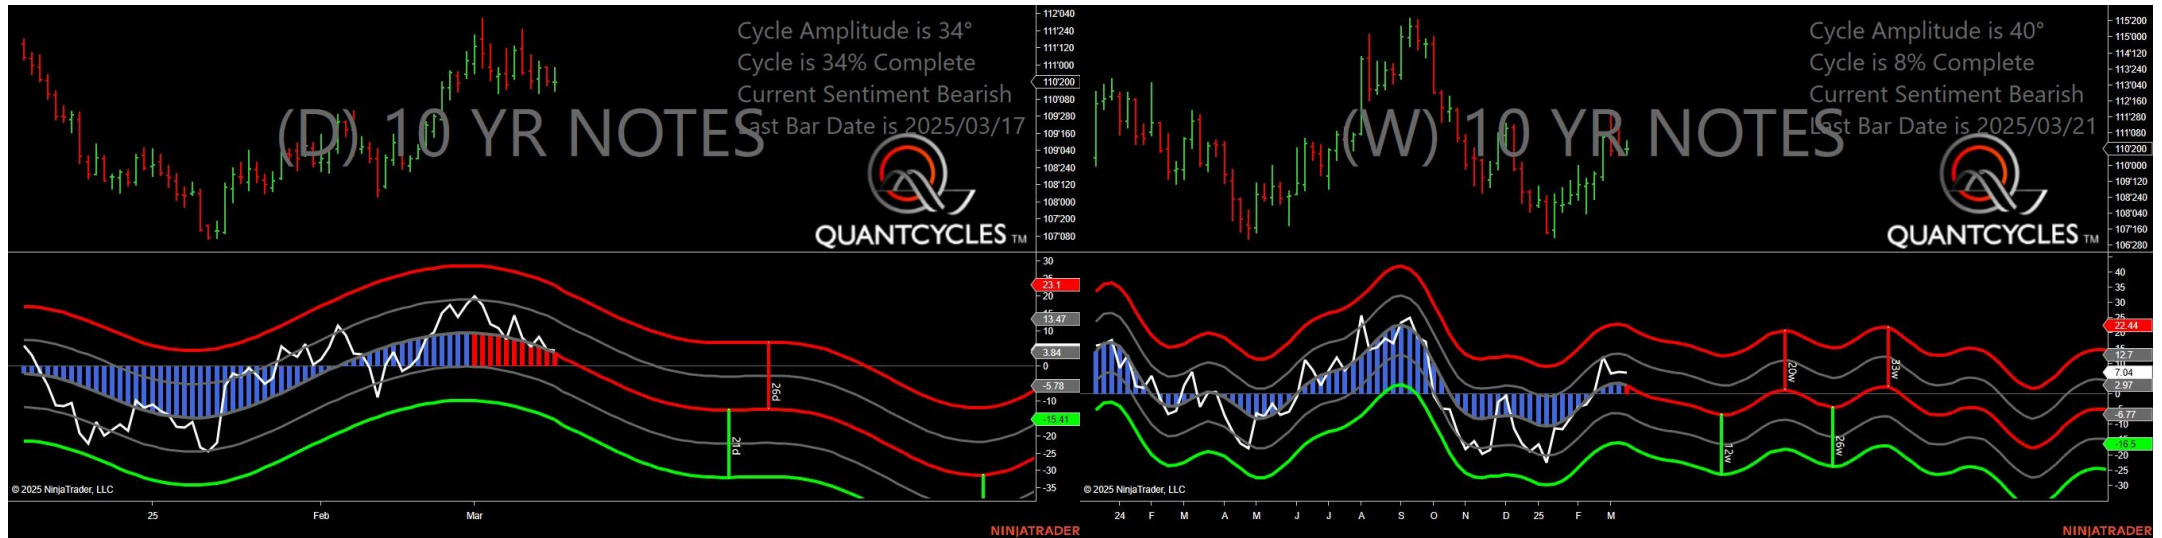 Cycle Amplitude is 34°
Cycle is 34% Complete
Current Sentiment Bearish
Last Bar Date is 2025/03/17
(D) 10 YR NOTES
QUANTCYCLES TM
112'040
111'240
111'120
111'000
110'200
110'080
109'280
109'160
109'040
108'240
108'120
108'000
107'200
107'080
30
25
23.1
20
13.47
10
3.84
0
-5.78
-10
-15.41
-20
-25
-30
-35
26d
21d
© 2025 NinjaTrader, LLC
25 Feb Mar
NINJATRADER
Cycle Amplitude is 40°
Cycle is 8% Complete
Current Sentiment Bearish
Last Bar Date is 2025/03/21
(W) 10 YR NOTES
QUANTCYCLES TM
115'200
115'000
114'120
113'240
113'040
112'160
111'280
111'080
110'200
110'000
109'120
108'240
108'040
107'160
106'280
40
35
30
25
22.44
15
12.7
7.04
2.97
0
-6.77
-10
-16.5
-20
-25
-30
20w
33w
12w
26w
© 2025 NinjaTrader, LLC
24 F M A M J J A S O N D 25 F M
NINJATRADER